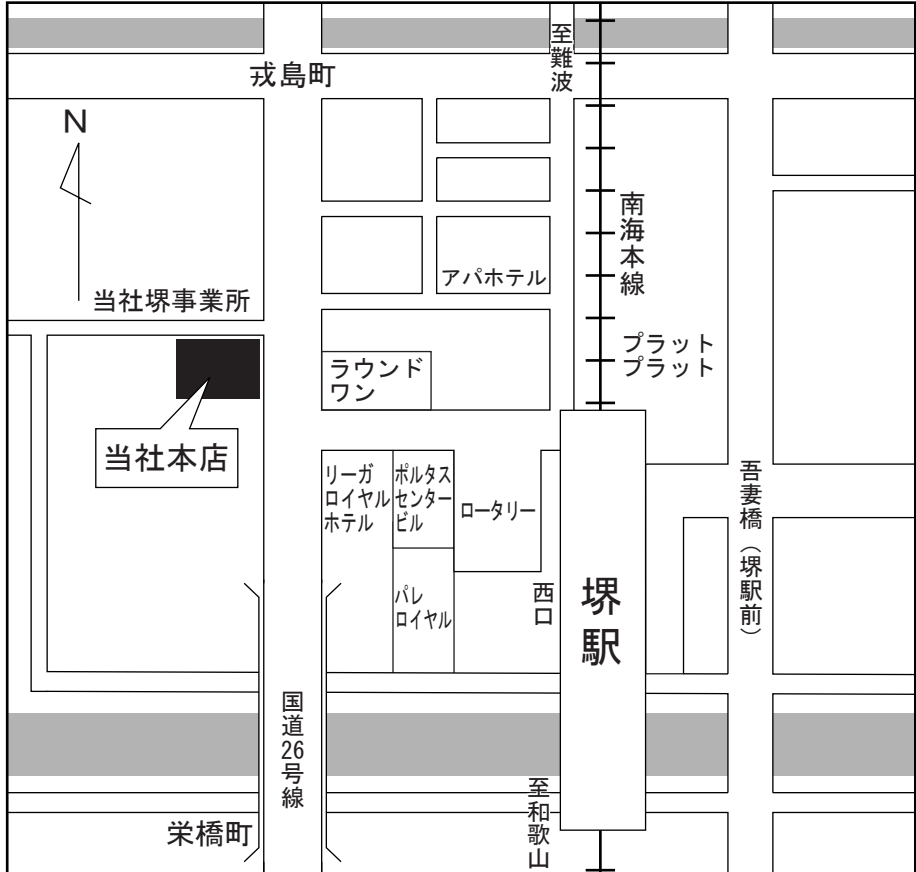 至難波
戎島町
N
南海本線
アパホテル
当社堺事業所
プラット
プラット
ラウンド
ワン
当社本店
リーガ
ロイヤル
ホテル
ポルタス
センター
ビル
ロータリー
吾妻橋（堺駅前）
パレ
ロイヤル
西口
堺駅
国道26号線
至和歌山
栄橋町